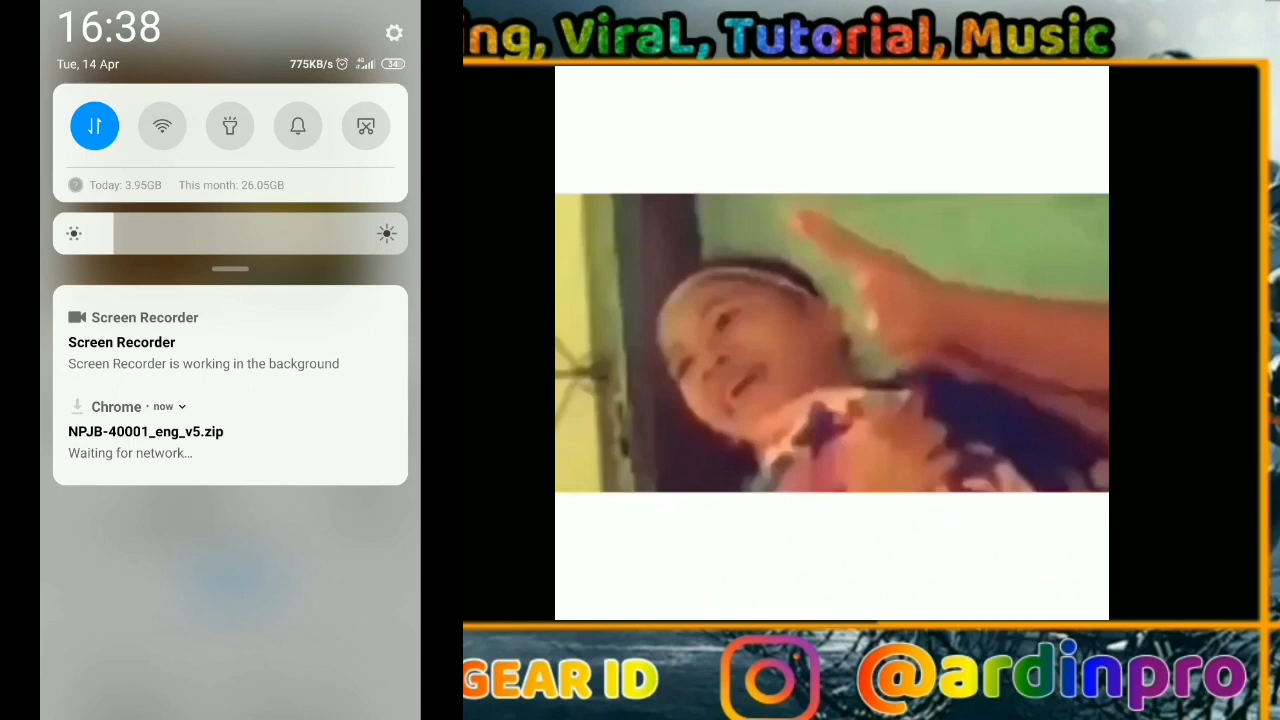 16:38
Tue, 14 Apr
775KB/s 4G 34
Today: 3.95GB This month: 26.05GB
Screen Recorder
Screen Recorder
Screen Recorder is working in the background
Chrome · now
NPJB-40001_eng_v5.zip
Waiting for network...
ng, ViraL, Tutorial, Music
GEAR ID
@ardinpro